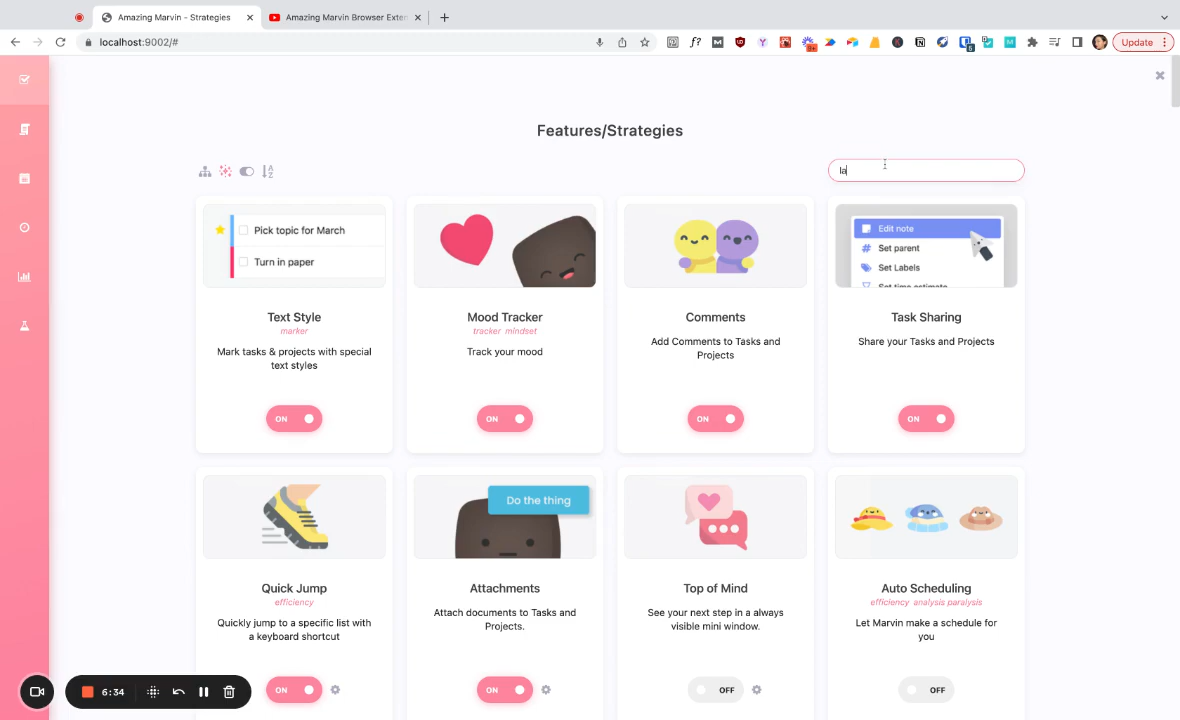 Amazing Marvin - Strategies
Amazing Marvin Browser Exten
localhost:9002/#
Update
Features/Strategies
la
Pick topic for March
Turn in paper
Edit note
Set parent
Set Labels
Set time estimate
Text Style
marker
Mark tasks & projects with special
text styles
ON
Mood Tracker
tracker mindset
Track your mood
ON
Comments
Add Comments to Tasks and
Projects
ON
Task Sharing
Share your Tasks and Projects
ON
Do the thing
Quick Jump
efficiency
Quickly jump to a specific list with
a keyboard shortcut
ON
Attachments
Attach documents to Tasks and
Projects.
ON
Top of Mind
See your next step in a always
visible mini window.
OFF
Auto Scheduling
efficiency analysis paralysis
Let Marvin make a schedule for
you
OFF
6:34